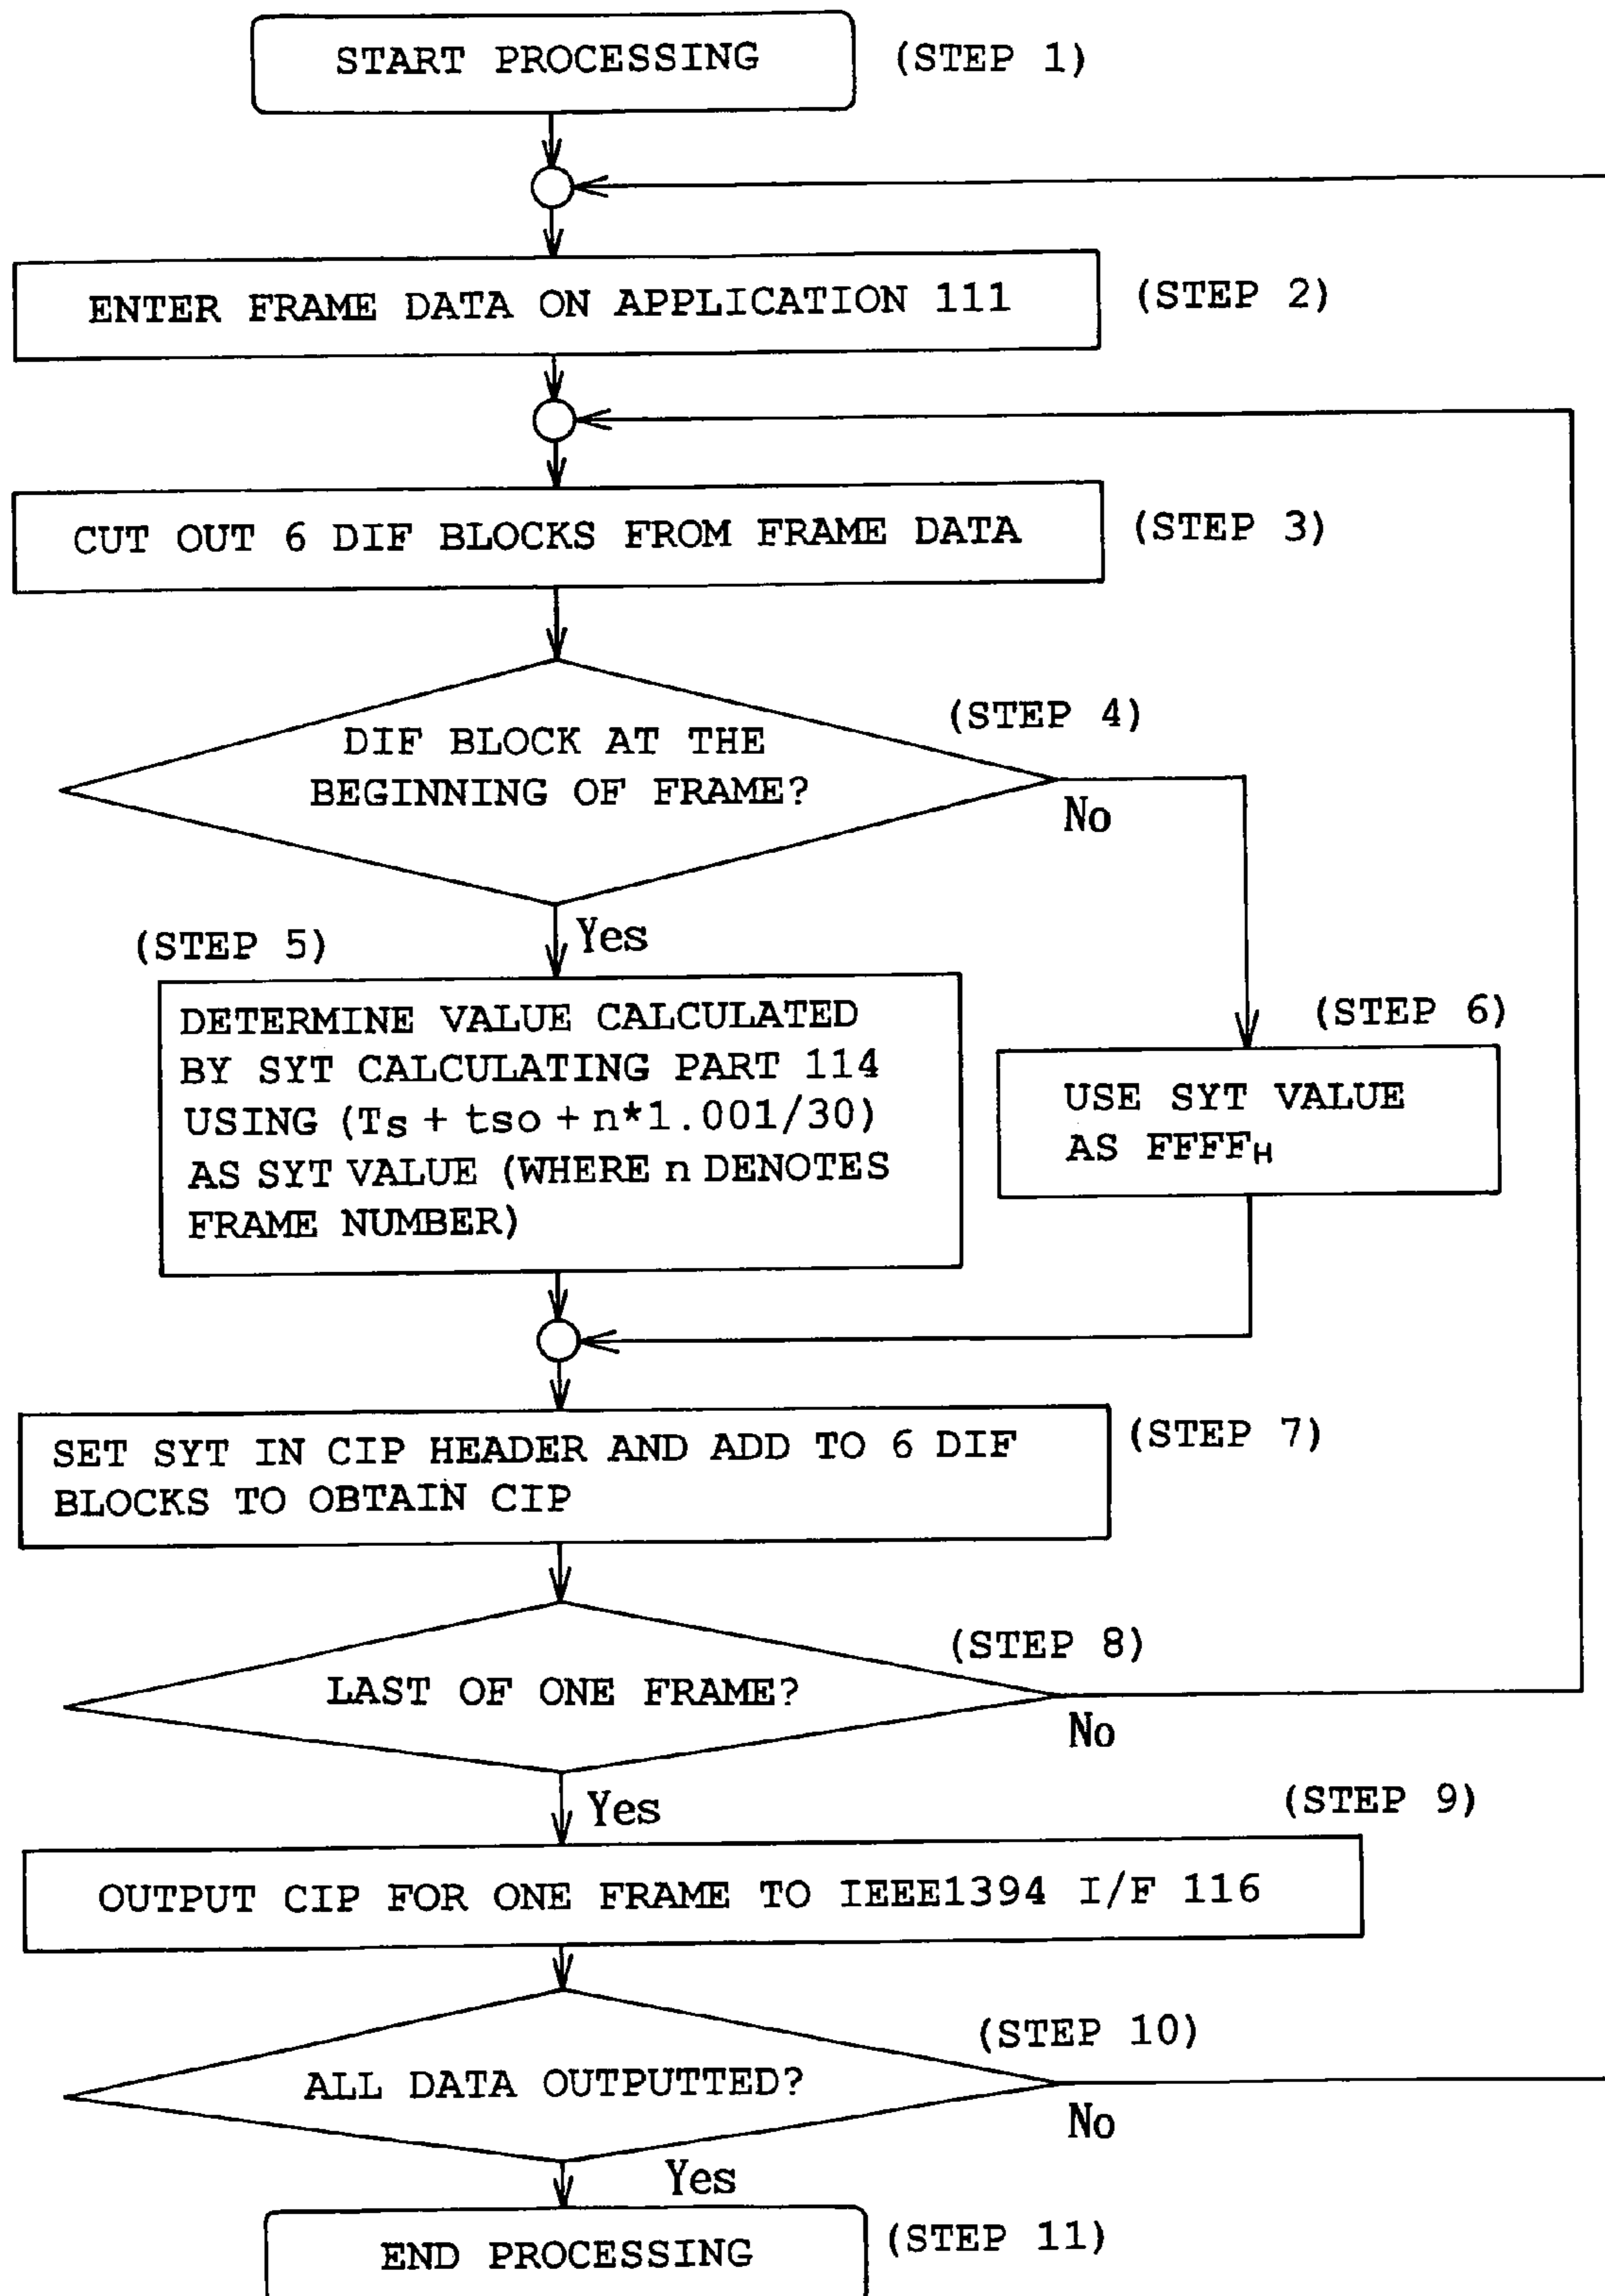 START PROCESSING
(STEP 1)
ENTER FRAME DATA ON APPLICATION 111
(STEP 2)
CUT OUT 6 DIF BLOCKS FROM FRAME DATA
(STEP 3)
(STEP 4)
DIF BLOCK AT THE
BEGINNING OF FRAME?
No
Yes
(STEP 5)
DETERMINE VALUE CALCULATED
BY SYT CALCULATING PART 114
USING (Ts + tso + n*1.001/30)
AS SYT VALUE (WHERE n DENOTES
FRAME NUMBER)
(STEP 6)
USE SYT VALUE
AS FFFFH
SET SYT IN CIP HEADER AND ADD TO 6 DIF
BLOCKS TO OBTAIN CIP
(STEP 7)
(STEP 8)
LAST OF ONE FRAME?
No
Yes
(STEP 9)
OUTPUT CIP FOR ONE FRAME TO IEEE1394 I/F 116
(STEP 10)
ALL DATA OUTPUTTED?
No
Yes
END PROCESSING
(STEP 11)